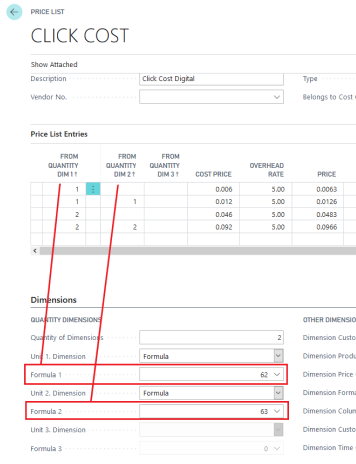 PRICE LIST
CLICK COST
Show Attached
Description Click Cost Digital Type
Vendor No. Belongs to Cost
Price List Entries
FROM FROM FROM
QUANTITY QUANTITY QUANTITY OVERHEAD
DIM 1↑ DIM 2↑ DIM 3↑ COST PRICE RATE PRICE
1 0.006 5.00 0.0063
1 1 0.012 5.00 0.0126
2 0.046 5.00 0.0483
2 2 0.092 5.00 0.0966
Dimensions
QUANTITY DIMENSIONS OTHER DIMENSIO
Quantity of Dimensions 2 Dimension Custo
Unit 1. Dimension Formula Dimension Produ
Formula 1 62 Dimension Price
Unit 2. Dimension Formula Dimension Forma
Formula 2 63 Dimension Colum
Unit 3. Dimension Dimension Custo
Formula 3 0 Dimension Time